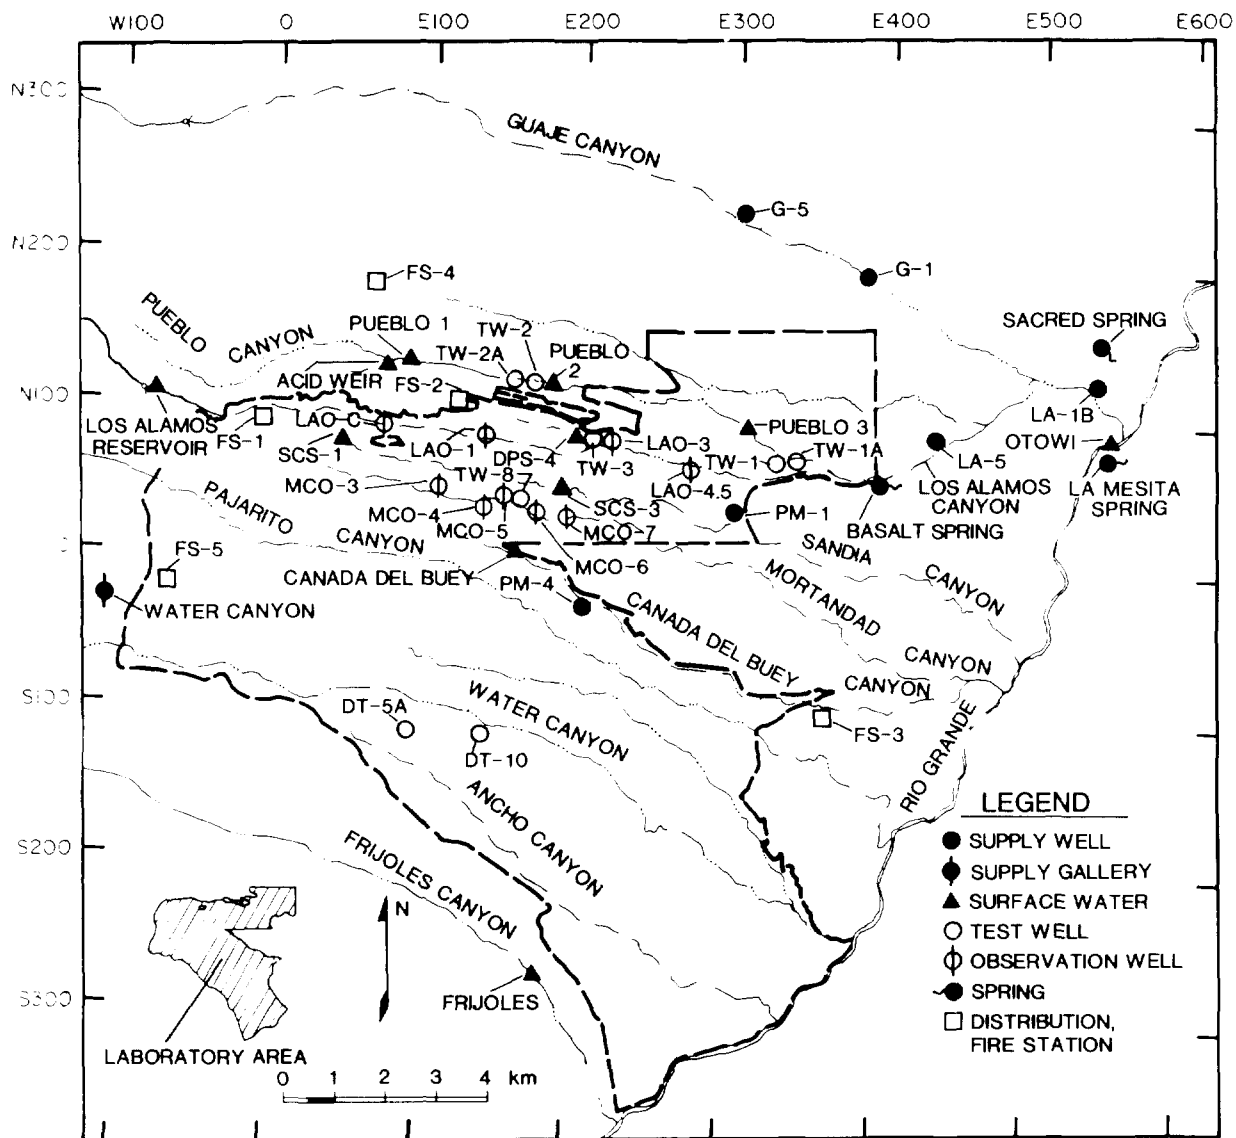 W100 0 E100 E200 E300 E400 E500 E600
N300
GUAJE CANYON
G-5
N200
G-1
FS-4
PUEBLO
CANYON
PUEBLO 1
TW-2
TW-2A
PUEBLO
2
SACRED SPRING
ACID WEIR
FS-2
N100
LA-1B
LOS ALAMOS
RESERVOIR
FS-1
LAO-C
SCS-1
LAO-1
DPS-4
TW-3
LAO-3
PUEBLO 3
TW-1
TW-1A
LA-5
OTOWI
LA MESITA
SPRING
LOS ALAMOS
CANYON
BASALT SPRING
LAO-4.5
TW-8
7
MCO-3
MCO-4
MCO-5
MCO-6
MCO-7
SCS-3
PM-1
PAJARITO
CANYON
SANDIA
CANYON
MORTANDAD
CANYON
FS-5
CANADA DEL BUEY
PM-4
WATER CANYON
CANADA DEL BUEY
CANYON
S100
WATER CANYON
DT-5A
DT-10
FS-3
RIO GRANDE
ANCHO CANYON
S200
FRIJOLES CANYON
N
S300
FRIJOLES
LABORATORY AREA
0 1 2 3 4 km
LEGEND
SUPPLY WELL
SUPPLY GALLERY
SURFACE WATER
TEST WELL
OBSERVATION WELL
SPRING
DISTRIBUTION,
FIRE STATION